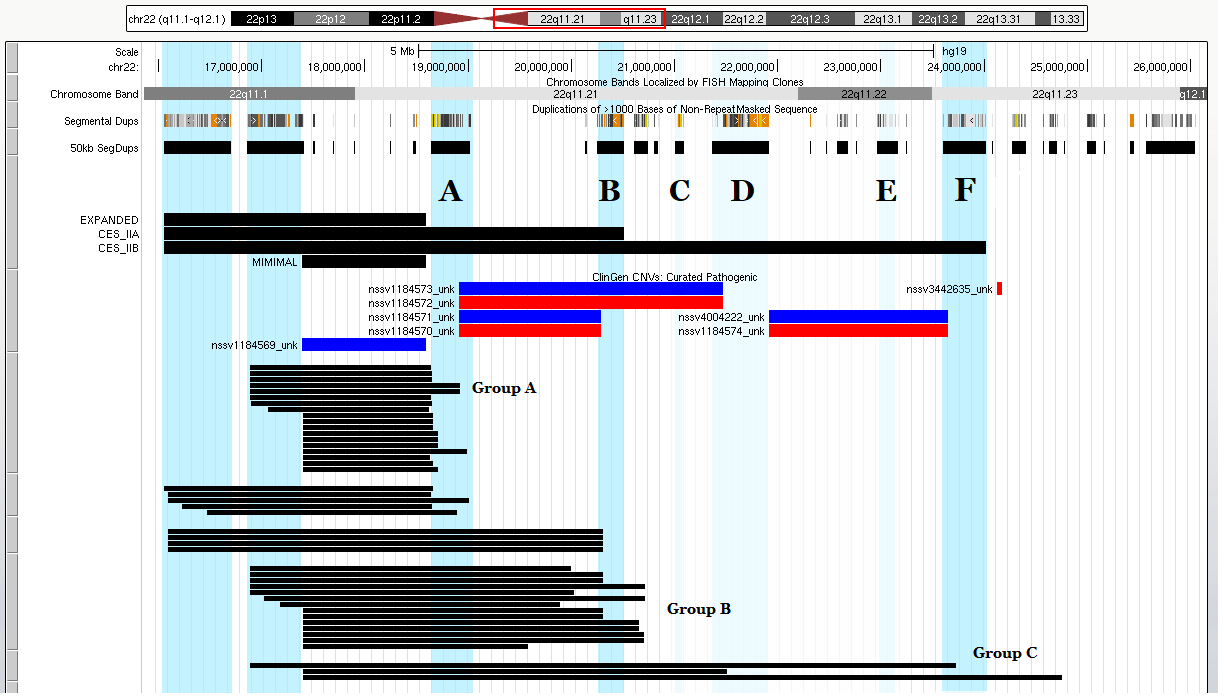 chr22 (q11.1-q12.1) 22p13 22p12 22p11.2 22q11.21 q11.23 22q12.1 22q12.2 22q12.3 22q13.1 22q13.2 22q13.31 13.33
Scale 5 Mb hg19
chr22: 17,000,000 18,000,000 19,000,000 20,000,000 21,000,000 22,000,000 23,000,000 24,000,000 25,000,000 26,000,000
Chromosome Bands Localized by FISH Mapping Clones
Chromosome Band 22q11.1 22q11.21 22q11.22 22q11.23 q12.1
Duplications of >1000 Bases of Non-RepeatMasked Sequence
Segmental Dups
50kb SegDups
A B C D E F
EXPANDED
CES_IIA
CES_IIB
MIMIMAL
ClinGen CNVs: Curated Pathogenic
nssv1184573_unk nssv3442635_unk
nssv1184572_unk
nssv1184571_unk nssv4004222_unk
nssv1184570_unk nssv1184574_unk
nssv1184569_unk
Group A
Group B
Group C